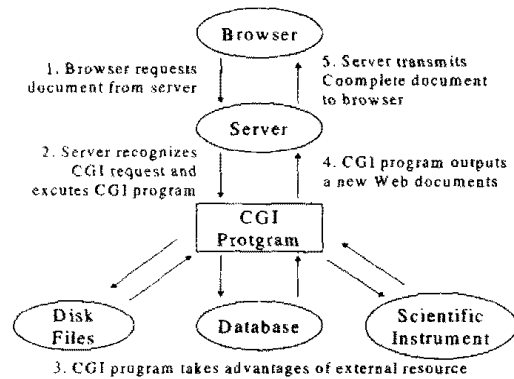 Browser
1. Browser requests
document from server
5. Server transmits
Coomplete document
to browser
Server
2. Server recognizes
CGI request and
excutes CGI program
4. CGI program outputs
a new Web documents
CGI
Protgram
Disk
Files
Database
Scientific
Instrument
3. CGI program takes advantages of external resource